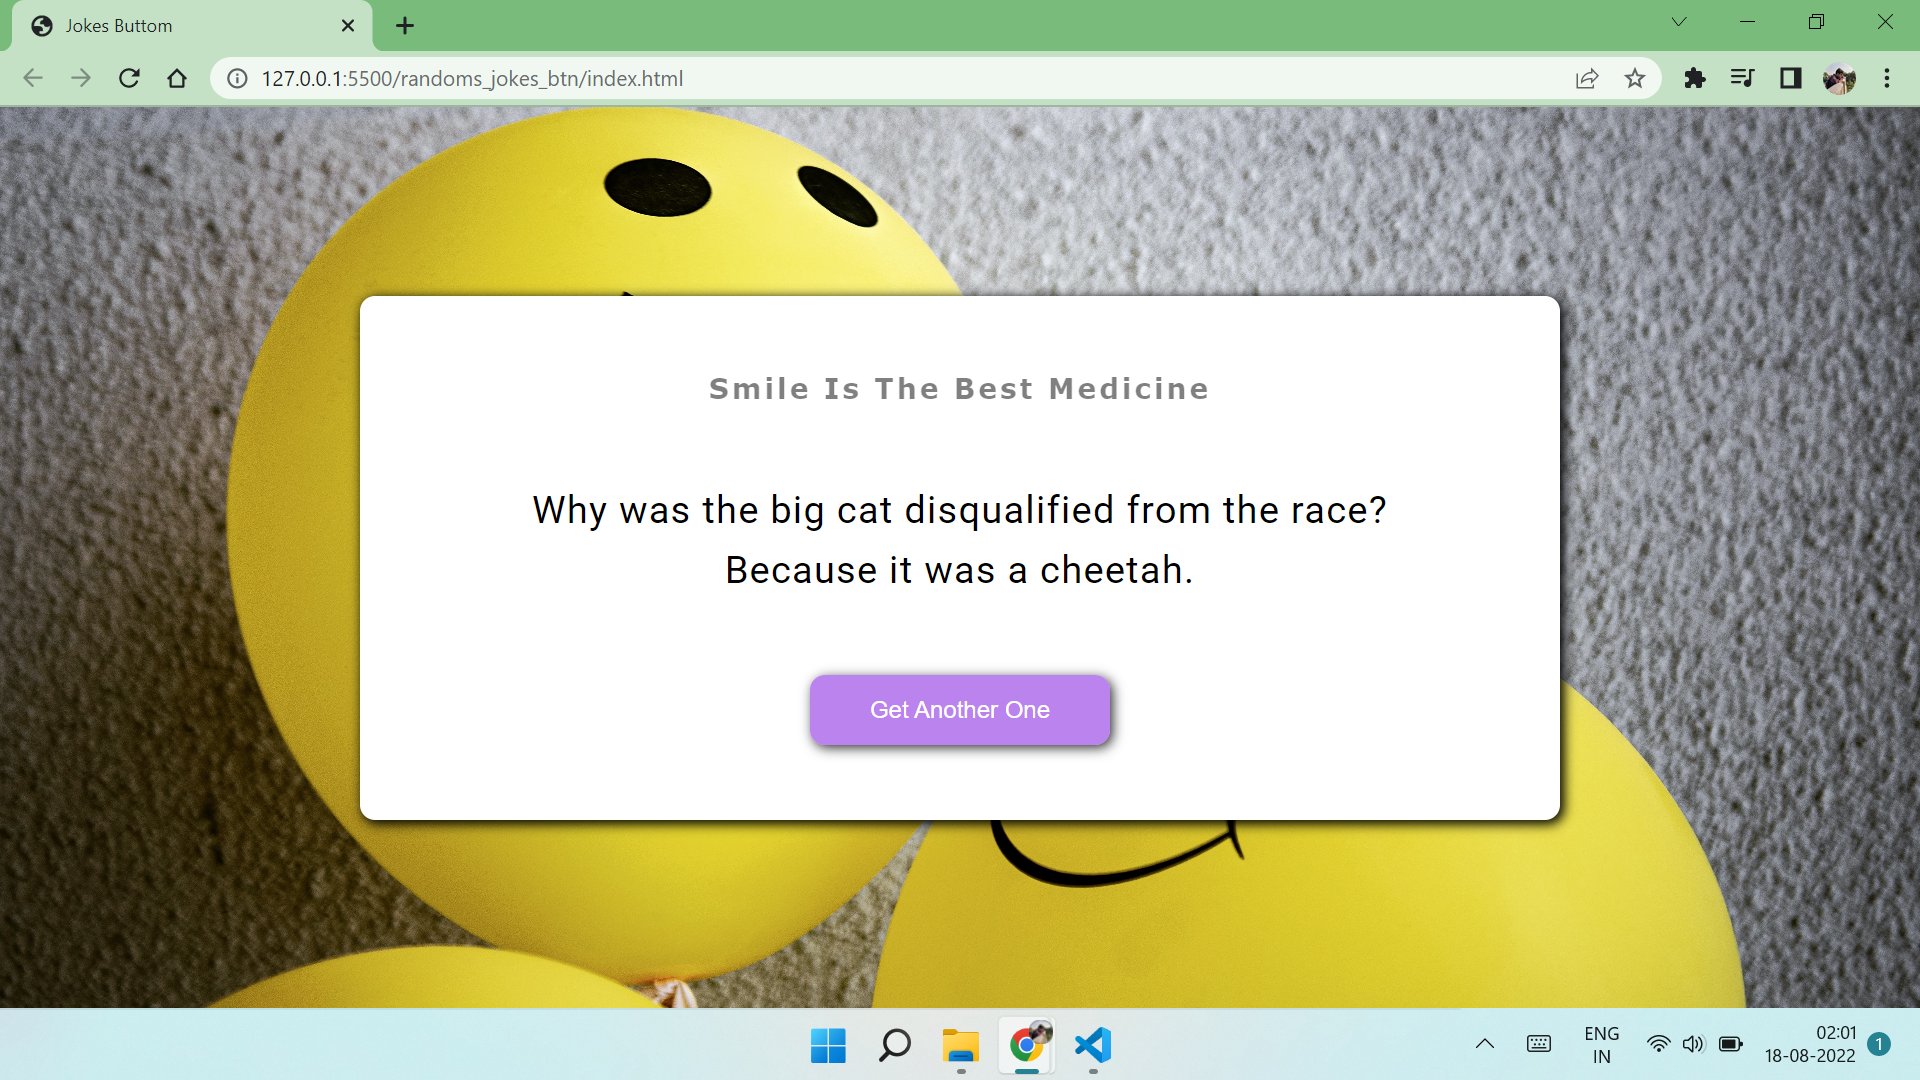 Jokes Buttom
127.0.0.1:5500/randoms_jokes_btn/index.html
Smile Is The Best Medicine
Why was the big cat disqualified from the race?
Because it was a cheetah.
Get Another One
ENG
IN
02:01
18-08-2022
1